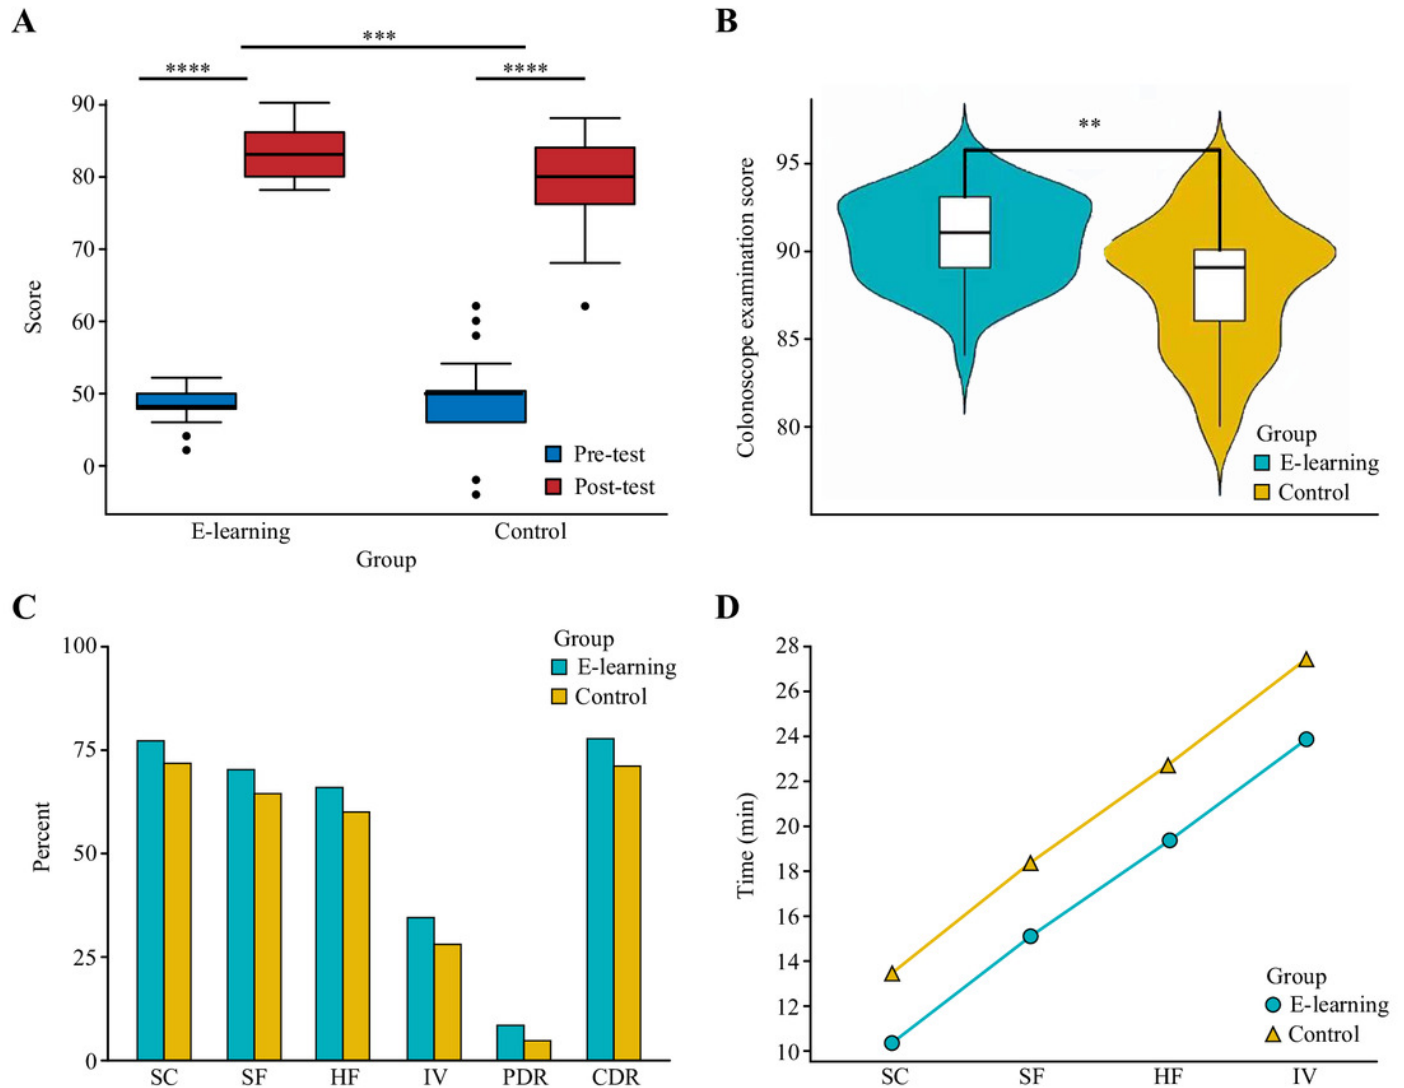 A
***
****
****
Score
90
80
70
60
50
0
Pre-test
Post-test
E-learning
Control
Group
B
**
Colonoscope examination score
95
90
85
80
Group
E-learning
Control
C
Percent
100
75
50
25
0
Group
E-learning
Control
SC
SF
HF
IV
PDR
CDR
D
Time (min)
28
26
24
22
20
18
16
14
12
10
Group
E-learning
Control
SC
SF
HF
IV